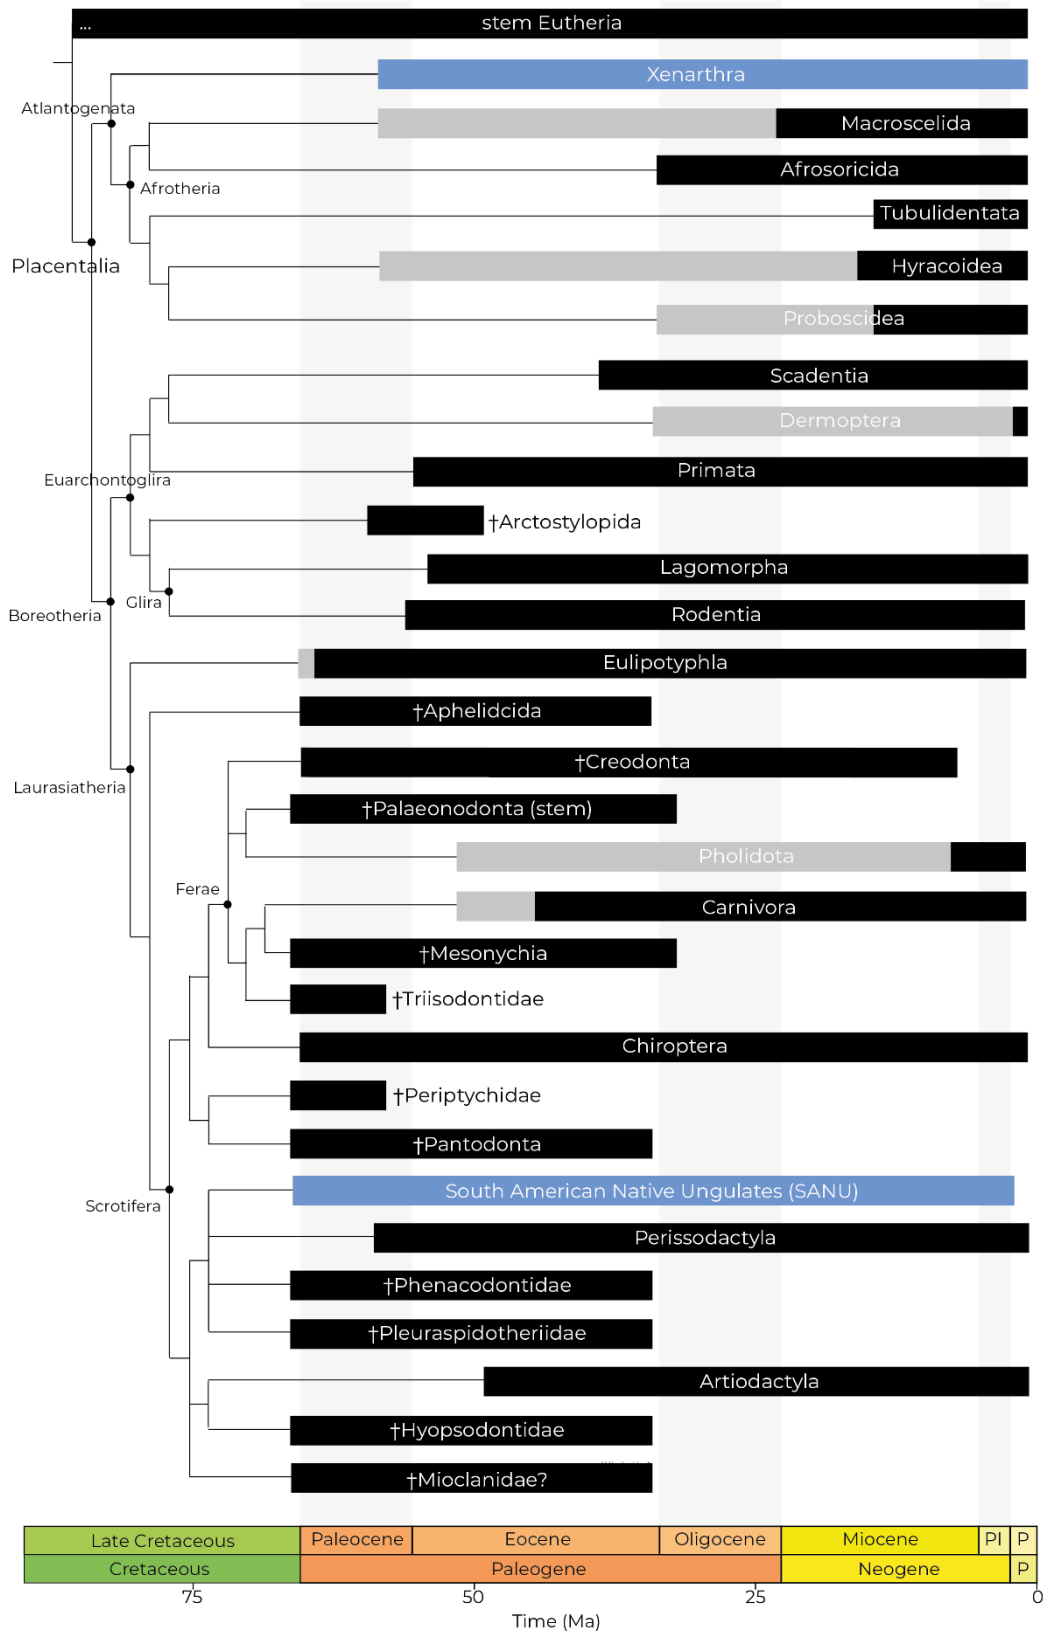 ... stem Eutheria
Xenarthra
Atlantogenata
Macroscelida
Afrosoricida
Afrotheria
Tubulidentata
Placentalia
Hyracoidea
Proboscidea
Scadentia
Dermoptera
Primata
Euarchontoglira
†Arctostylopida
Lagomorpha
Glira
Boreotheria
Rodentia
Eulipotyphla
†Aphelidcida
†Creodonta
Laurasiatheria
†Palaeonodonta (stem)
Pholidota
Ferae
Carnivora
†Mesonychia
†Triisodontidae
Chiroptera
†Periptychidae
†Pantodonta
South American Native Ungulates (SANU)
Scrotifera
Perissodactyla
†Phenacodontidae
†Pleuraspidotheriidae
Artiodactyla
†Hyopsodontidae
†Mioclanidae?
Late Cretaceous Paleocene Eocene Oligocene Miocene Pl P
Cretaceous Paleogene Neogene P
75 50 25 0
Time (Ma)